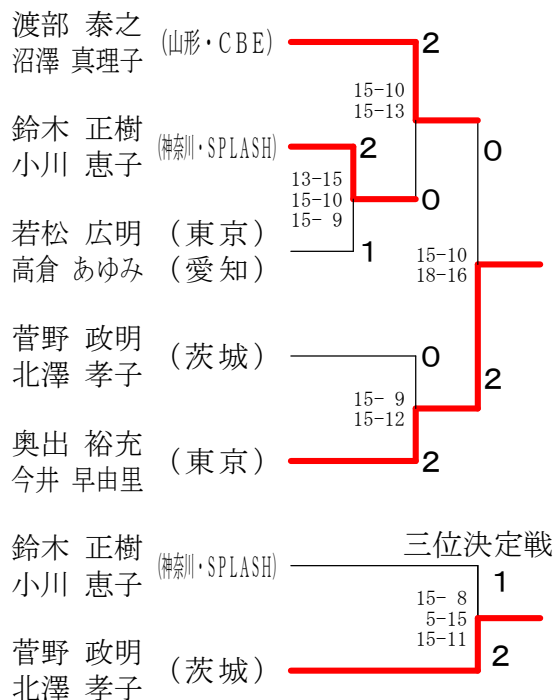 渡部 泰之
沼澤 真理子
(山形・CBE)
2
15-10
15-13
0
鈴木 正樹
小川 恵子
(神奈川・SPLASH)
2
0
13-15
15-10
15- 9
若松 広明 (東京)
高倉 あゆみ (愛知)
1
15-10
18-16
菅野 政明
北澤 孝子
(茨城)
0
2
15- 9
15-12
奥出 裕充
今井 早由里
(東京)
2
三位決定戦
鈴木 正樹
小川 恵子
(神奈川・SPLASH)
1
15- 8
5-15
15-11
菅野 政明
北澤 孝子
(茨城)
2